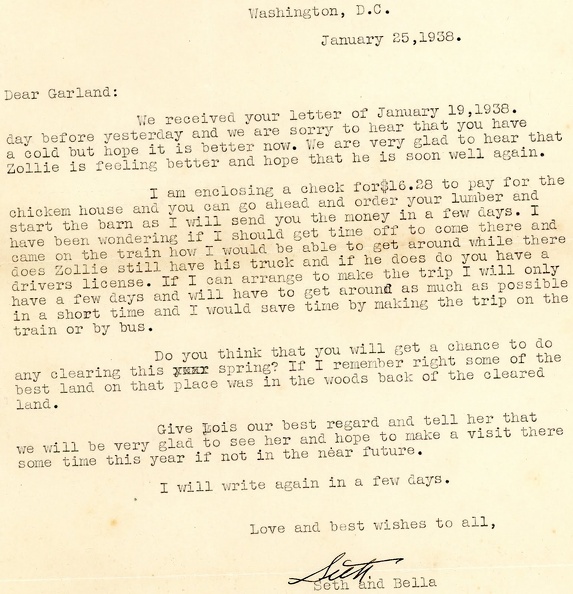 Washington, D.C.
January 25,1938.
Dear Garland:
We received your letter of January 19,1938.
day before yesterday and we are sorry to hear that you have
a cold but hope it is better now. We are very glad to hear that
Zollie is feeling better and hope that he is soon well again.
I am enclosing a check for$16.28 to pay for the
chickem house and you can go ahead and order your lumber and
start the barn as I will send you the money in a few days. I
have been wondering if I should get time off to come there and
came on the train how I would be able to get around while there
does Zollie still have his truck and if he does do you have a
drivers license. If I can arrange to make the trip I will only
have a few days and will have to get around as much as possible
in a short time and I would save time by making the trip on the
train or by bus.
Do you think that you will get a chance to do
any clearing this spring? If I remember right some of the
best land on that place was in the woods back of the cleared
land.
Give Lois our best regard and tell her that
we will be very glad to see her and hope to make a visit there
some time this year if not in the near future.
I will write again in a few days.
Love and best wishes to all,
Seth
Seth and Bella